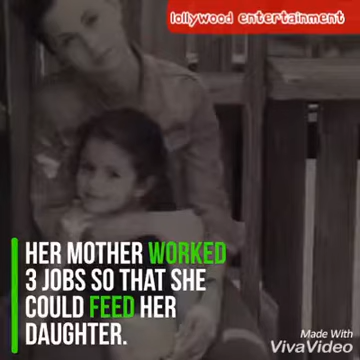 lollywood entertainment
HER MOTHER WORKED
3 JOBS SO THAT SHE
COULD FEED HER
DAUGHTER.
Made With
VivaVideo